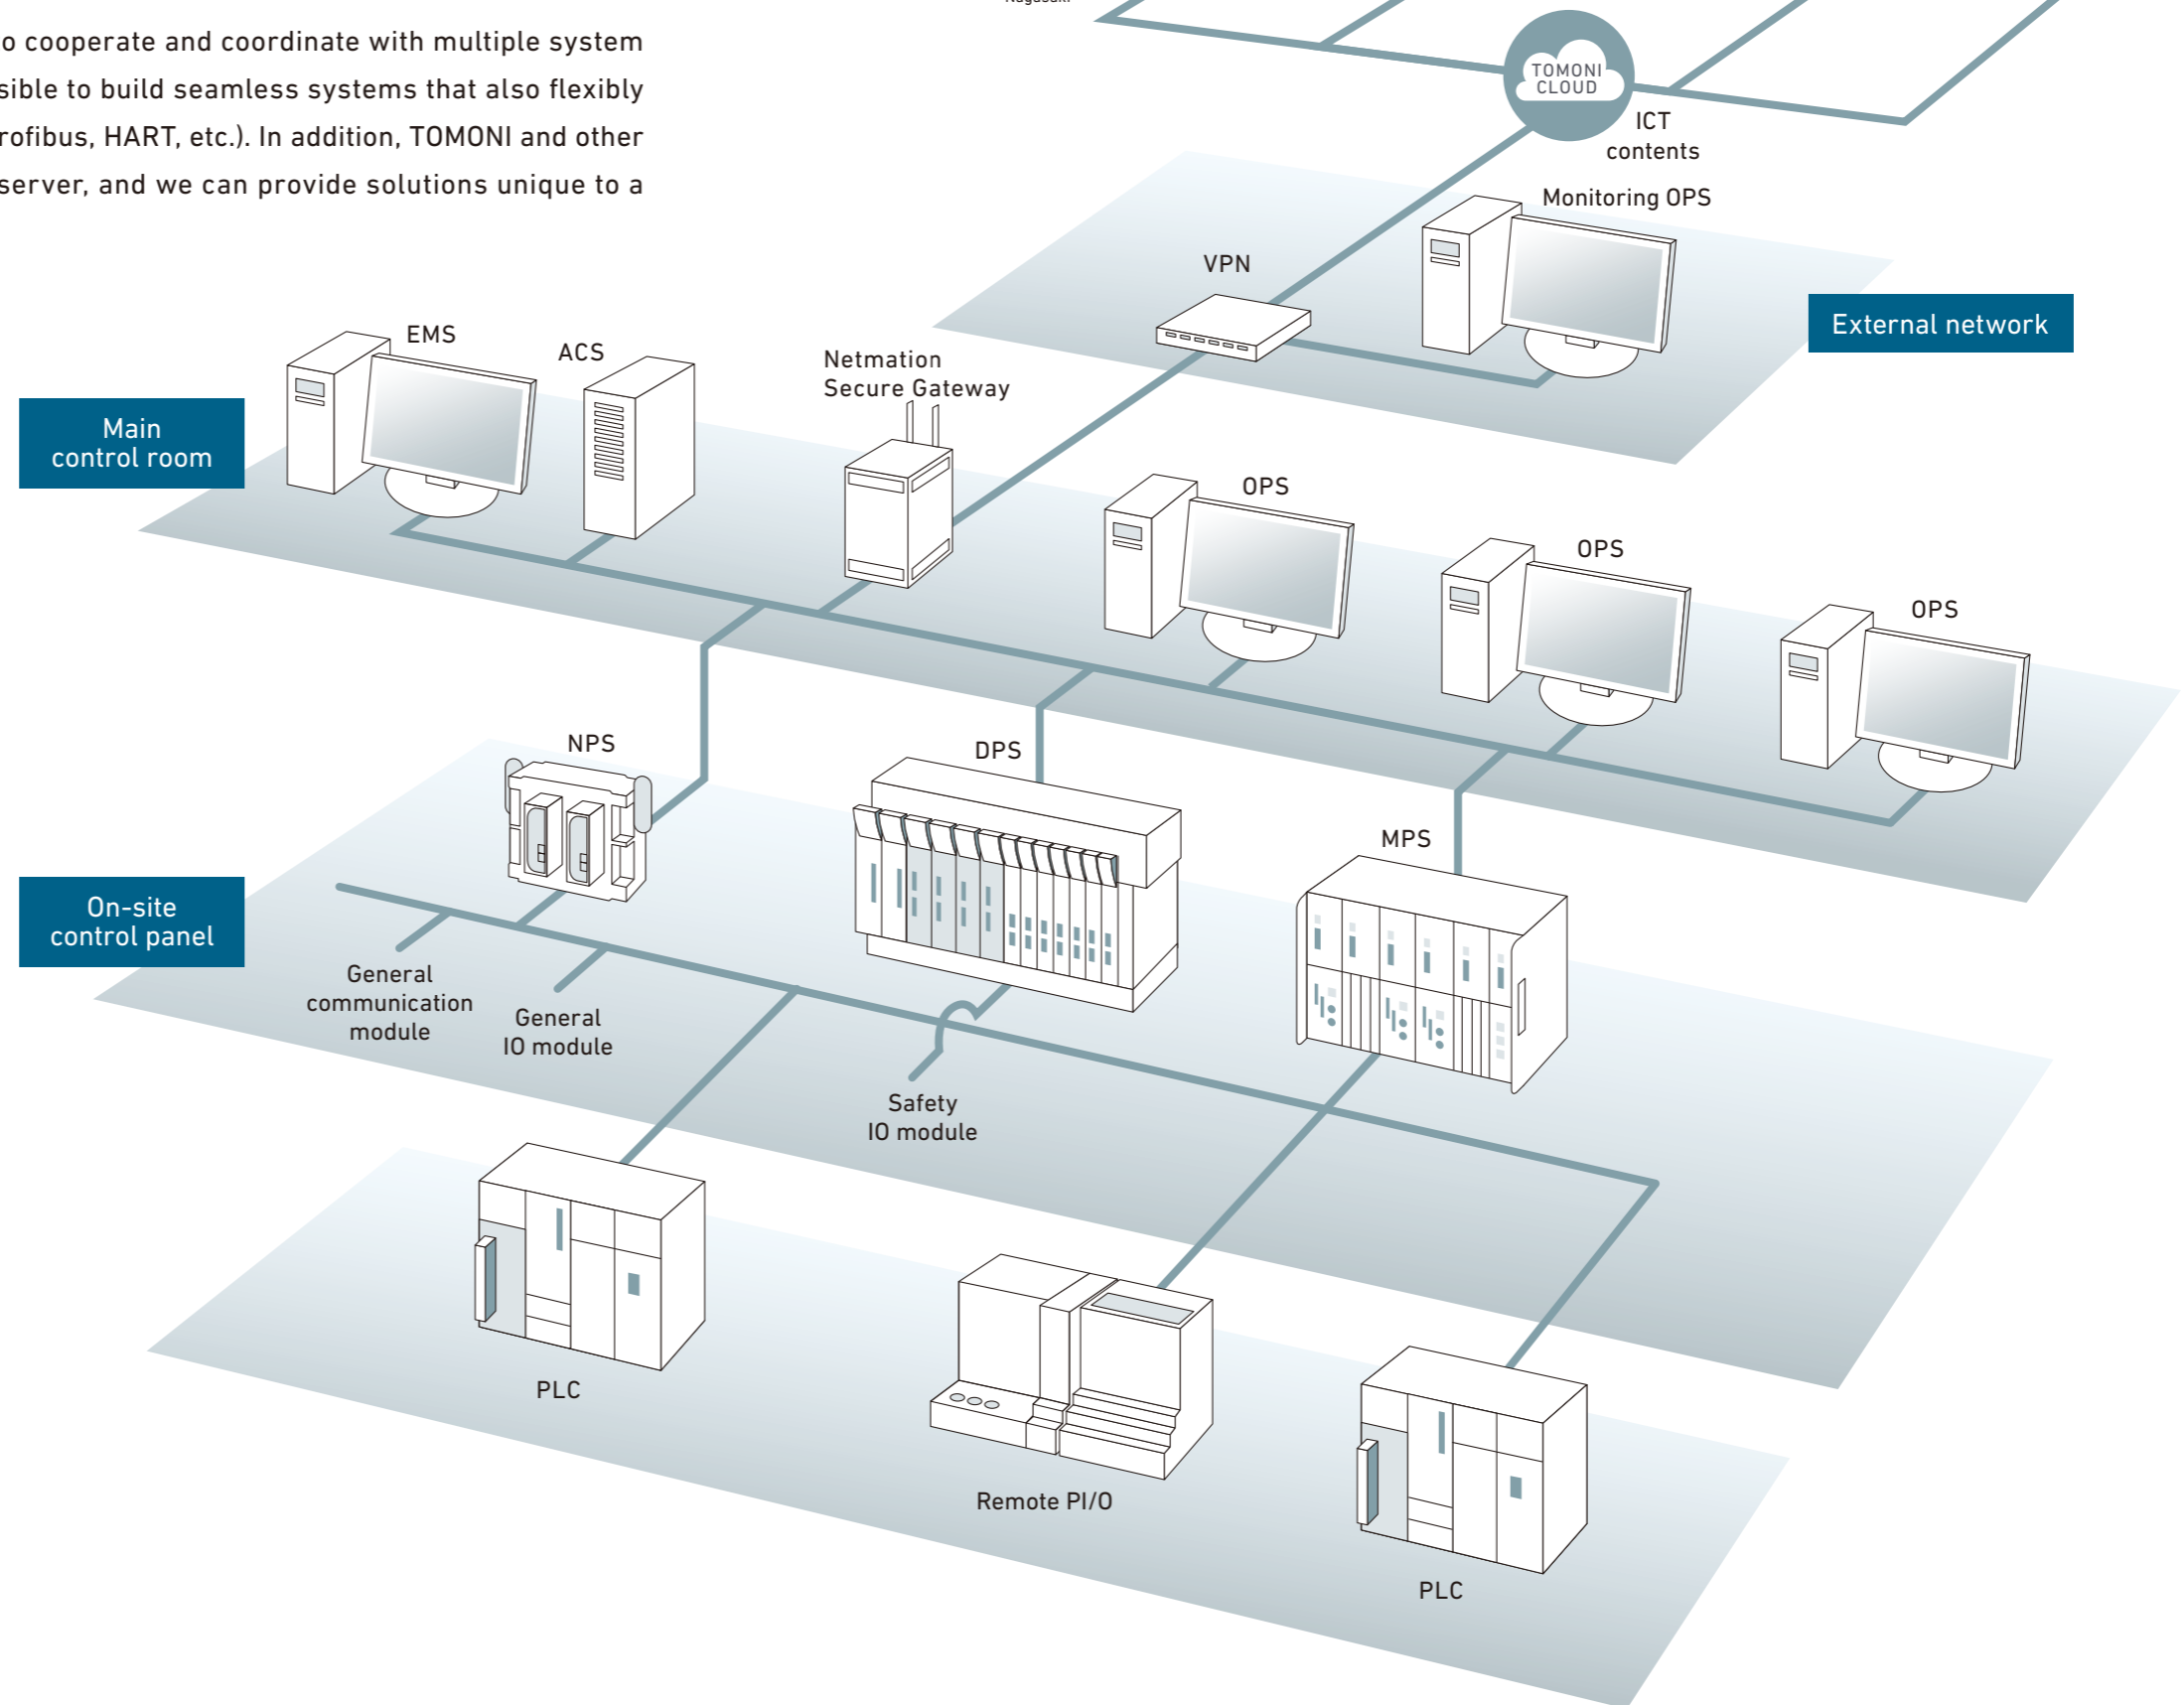 Nagasaki
o cooperate and coordinate with multiple system
sible to build seamless systems that also flexibly
rofibus, HART, etc.). In addition, TOMONI and other
server, and we can provide solutions unique to a
TOMONI
CLOUD
ICT
contents
Monitoring OPS
VPN
External network
EMS
ACS
Netmation
Secure Gateway
Main
control room
OPS
OPS
OPS
NPS
DPS
MPS
On-site
control panel
General
communication
module
General
IO module
Safety
IO module
PLC
Remote PI/O
PLC